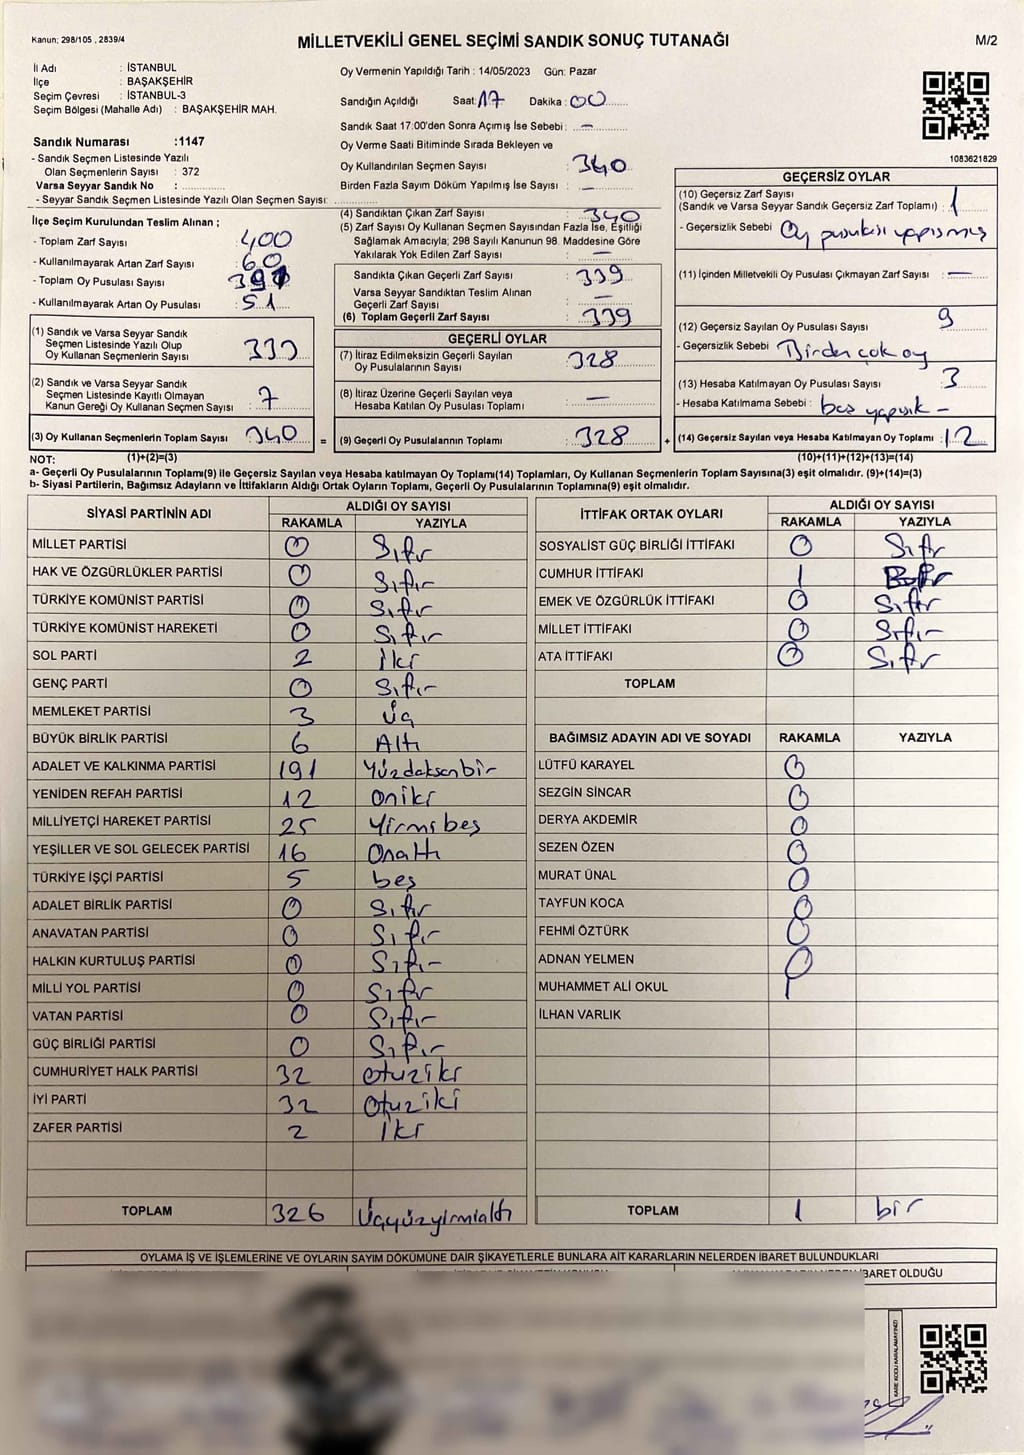 Kanun; 298/105 , 2839/4
MİLLETVEKİLİ GENEL SEÇİMİ SANDIK SONUÇ TUTANAĞI
M/2
İl Adı : İSTANBUL
İlçe : BAŞAKŞEHİR
Seçim Çevresi : İSTANBUL-3
Seçim Bölgesi (Mahalle Adı) : BAŞAKŞEHİR MAH.
Sandık Numarası :1147
- Sandık Seçmen Listesinde Yazılı
Olan Seçmenlerin Sayısı : 372
Varsa Seyyar Sandık No :
- Seyyar Sandık Seçmen Listesinde Yazılı Olan Seçmen Sayısı:
Oy Vermenin Yapıldığı Tarih : 14/05/2023 Gün: Pazar
Sandığın Açıldığı Saat: 17 Dakika : 00
Sandık Saat 17:00'den Sonra Açımış İse Sebebi : –
Oy Verme Saati Bitiminde Sırada Bekleyen ve
Oy Kullandırılan Seçmen Sayısı : 340
Birden Fazla Sayım Döküm Yapılmış İse Sayısı : –
1083621829
İlçe Seçim Kurulundan Teslim Alınan ;
- Toplam Zarf Sayısı : 400
- Kullanılmayarak Artan Zarf Sayısı : 60
- Toplam Oy Pusulası Sayısı :
- Kullanılmayarak Artan Oy Pusulası : 51
(1) Sandık ve Varsa Seyyar Sandık
Seçmen Listesinde Yazılı Olup
Oy Kullanan Seçmenlerin Sayısı : 333
(2) Sandık ve Varsa Seyyar Sandık
Seçmen Listesinde Kayıtlı Olmayan
Kanun Gereği Oy Kullanan Seçmen Sayısı : 7
(3) Oy Kullanan Seçmenlerin Toplam Sayısı : 340
(4) Sandıktan Çıkan Zarf Sayısı : 340
(5) Zarf Sayısı Oy Kullanan Seçmen Sayısından Fazla İse, Eşitliği
Sağlamak Amacıyla; 298 Sayılı Kanunun 98. Maddesine Göre
Yakılarak Yok Edilen Zarf Sayısı : –
Sandıkta Çıkan Geçerli Zarf Sayısı : 339
Varsa Seyyar Sandıktan Teslim Alınan
Geçerli Zarf Sayısı : –
(6) Toplam Geçerli Zarf Sayısı : 339
GEÇERLİ OYLAR
(7) İtiraz Edilmeksizin Geçerli Sayılan
Oy Pusulalarının Sayısı : 328
(8) İtiraz Üzerine Geçerli Sayılan veya
Hesaba Katılan Oy Pusulası Toplamı : –
= (9) Geçerli Oy Pusulalarının Toplamı : 328
GEÇERSİZ OYLAR
(10) Geçersiz Zarf Sayısı
(Sandık ve Varsa Seyyar Sandık Geçersiz Zarf Toplamı) : 1
- Geçersizlik Sebebi : Oy pusulası yapışmış
(11) İçinden Milletvekili Oy Pusulası Çıkmayan Zarf Sayısı : –
(12) Geçersiz Sayılan Oy Pusulası Sayısı : 9
- Geçersizlik Sebebi : Birden çok oy
(13) Hesaba Katılmayan Oy Pusulası Sayısı : 3
- Hesaba Katılmama Sebebi : boş yapışık –
+ (14) Geçersiz Sayılan veya Hesaba Katılmayan Oy Toplamı : 12
NOT: (1)+(2)=(3) (10)+(11)+(12)+(13)=(14)
a- Geçerli Oy Pusulalarının Toplamı(9) ile Geçersiz Sayılan veya Hesaba katılmayan Oy Toplamı(14) Toplamları, Oy Kullanan Seçmenlerin Toplam Sayısına(3) eşit olmalıdır. (9)+(14)=(3)
b- Siyasi Partilerin, Bağımsız Adayların ve İttifakların Aldığı Ortak Oyların Toplamı, Geçerli Oy Pusulalarının Toplamına(9) eşit olmalıdır.
SİYASİ PARTİNİN ADI ALDIĞI OY SAYISI
RAKAMLA YAZIYLA
MİLLET PARTİSİ 0 Sıfır
HAK VE ÖZGÜRLÜKLER PARTİSİ 0 Sıfır
TÜRKİYE KOMÜNİST PARTİSİ 0 Sıfır
TÜRKİYE KOMÜNİST HAREKETİ 0 Sıfır
SOL PARTİ 2 iki
GENÇ PARTİ 0 Sıfır
MEMLEKET PARTİSİ 3 üç
BÜYÜK BİRLİK PARTİSİ 6 Altı
ADALET VE KALKINMA PARTİSİ 191 Yüzdoksanbir
YENİDEN REFAH PARTİSİ 12 oniki
MİLLİYETÇİ HAREKET PARTİSİ 25 Yirmi beş
YEŞİLLER VE SOL GELECEK PARTİSİ 16 Onaltı
TÜRKİYE İŞÇİ PARTİSİ 5 beş
ADALET BİRLİK PARTİSİ 0 Sıfır
ANAVATAN PARTİSİ 0 Sıfır
HALKIN KURTULUŞ PARTİSİ 0 Sıfır
MİLLİ YOL PARTİSİ 0 Sıfır
VATAN PARTİSİ 0 Sıfır
GÜÇ BİRLİĞİ PARTİSİ 0 Sıfır
CUMHURİYET HALK PARTİSİ 32 otuziki
İYİ PARTİ 32 Otuziki
ZAFER PARTİSİ 2 İki
TOPLAM 326 Üçyüzyirmialtı
İTTİFAK ORTAK OYLARI ALDIĞI OY SAYISI
RAKAMLA YAZIYLA
SOSYALİST GÜÇ BİRLİĞİ İTTİFAKI 0 Sıfır
CUMHUR İTTİFAKI 1 Bir
EMEK VE ÖZGÜRLÜK İTTİFAKI 0 Sıfır
MİLLET İTTİFAKI 0 Sıfır
ATA İTTİFAKI 0 Sıfır
TOPLAM
BAĞIMSIZ ADAYIN ADI VE SOYADI RAKAMLA YAZIYLA
LÜTFÜ KARAYEL 0
SEZGİN SİNCAR 0
DERYA AKDEMİR 0
SEZEN ÖZEN 0
MURAT ÜNAL 0
TAYFUN KOCA 0
FEHMİ ÖZTÜRK 0
ADNAN YELMEN 0
MUHAMMET ALİ OKUL
İLHAN VARLIK
TOPLAM 1 bir
OYLAMA İŞ VE İŞLEMLERİNE VE OYLARIN SAYIM DÖKÜMÜNE DAİR ŞİKAYETLERLE BUNLARA AİT KARARLARIN NELERDEN İBARET BULUNDUKLARI
İBARET OLDUĞU
KARE KODU KARALAMAYINIZ!